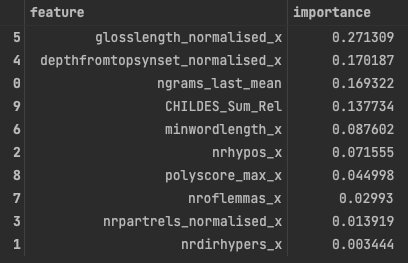 feature importance
5 glosslength_normalised_x 0.271309
4 depthfromtopsynset_normalised_x 0.170187
0 ngrams_last_mean 0.169322
9 CHILDES_Sum_Rel 0.137734
6 minwordlength_x 0.087602
2 nrhypos_x 0.071555
8 polyscore_max_x 0.044998
7 nroflemmas_x 0.02993
3 nrpartrels_normalised_x 0.013919
1 nrdirhypers_x 0.003444